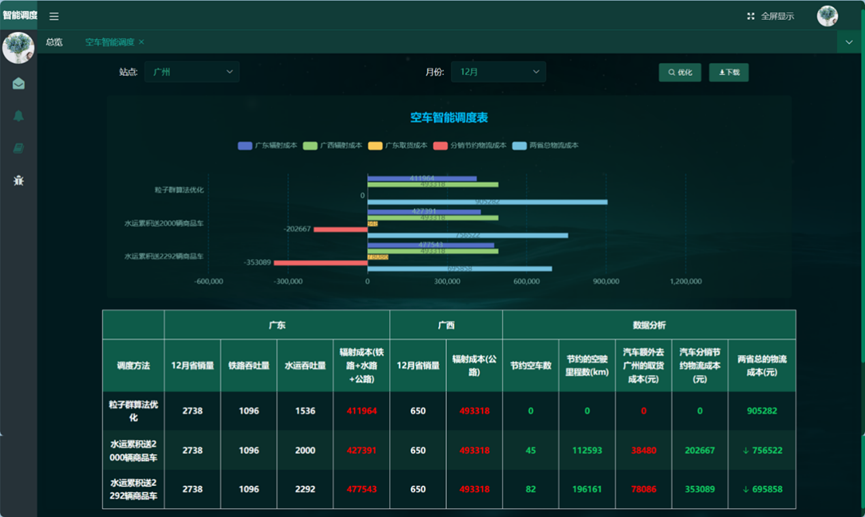 智能调度
全屏显示
总览
空车智能调度 ×
站点: 广州
月份: 12月
优化
下载
空车智能调度表
广东辐射成本 广西辐射成本 广东取货成本 分销节约物流成本 两省总物流成本
粒子群算法优化
411964
493318
0
905282
水运累积送2000辆商品车
427391
493318
-202667
756522
水运累积送2292辆商品车
477543
493318
78086
-353089
695858
-600,000 -300,000 0 300,000 600,000 900,000 1,200,000
广东 广西 数据分析
调度方法 12月省销量 铁路吞吐量 水运吞吐量 辐射成本(铁路+水路+公路) 12月省销量 辐射成本(公路) 节约空车数 节约的空驶里程数(km) 汽车额外去广州的取货成本(元) 汽车分销节约物流成本(元) 两省总的物流成本(元)
粒子群算法优化 2738 1096 1536 411964 650 493318 0 0 0 0 905282
水运累积送2000辆商品车 2738 1096 2000 427391 650 493318 45 112593 38480 202667 ↓ 756522
水运累积送2292辆商品车 2738 1096 2292 477543 650 493318 82 196161 78086 353089 ↓ 695858